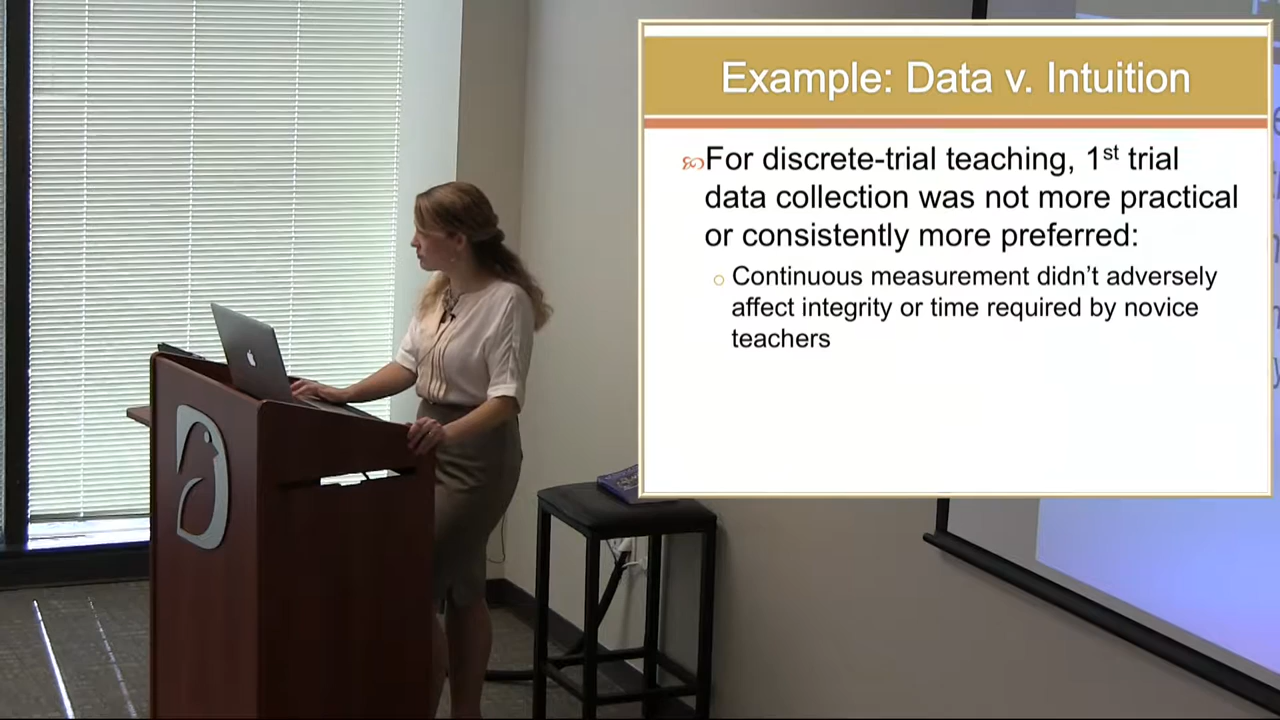 Example: Data v. Intuition
For discrete-trial teaching, 1st trial
data collection was not more practical
or consistently more preferred:
Continuous measurement didn't adversely
affect integrity or time required by novice
teachers